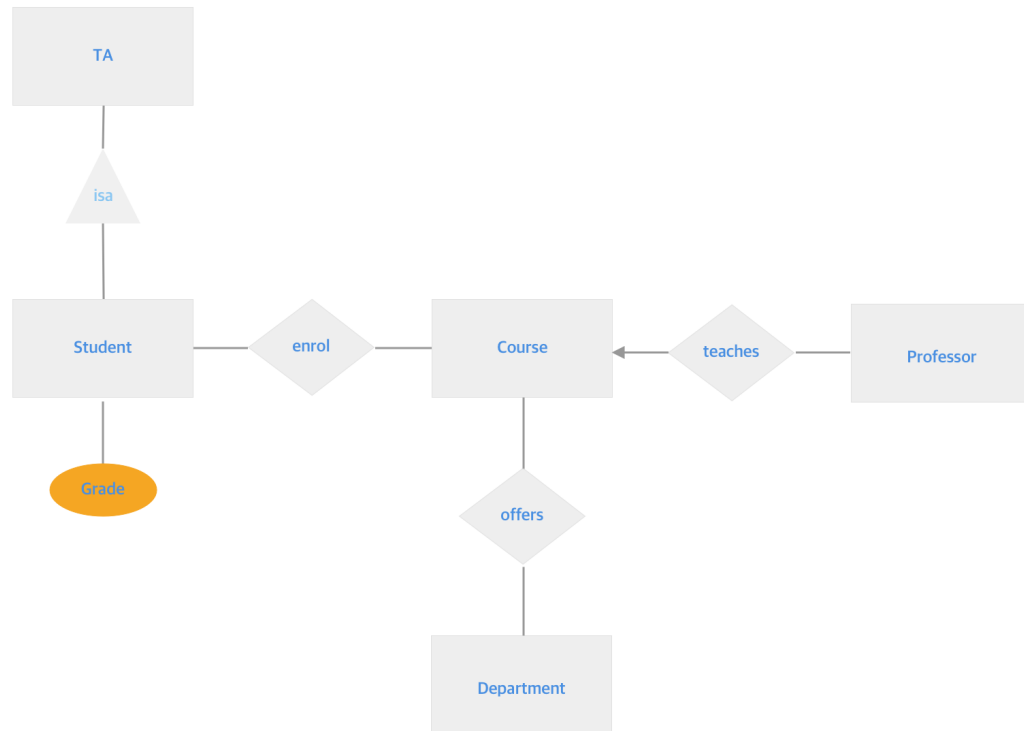 TA
isa
Student
enrol
Course
teaches
Professor
Grade
offers
Department